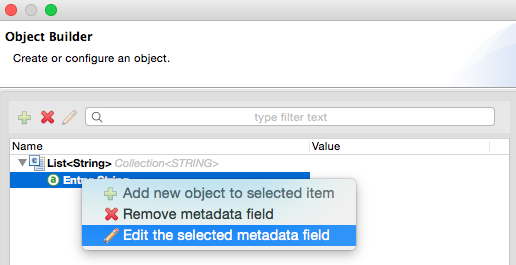 Object Builder
Create or configure an object.
type filter text
Name Value
List<String> Collection<STRING>
Entry String
Add new object to selected item
Remove metadata field
Edit the selected metadata field